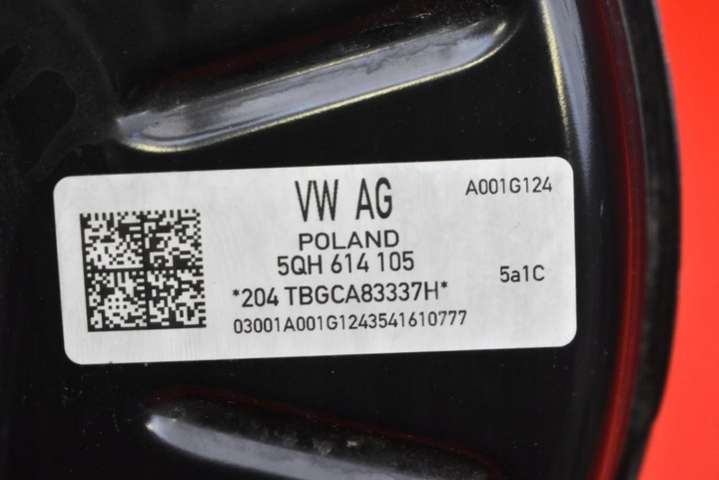 VW AG
A001G124
POLAND
5QH 614 105
5a1C
*204 TBGCA83337H*
03001A001G1243541610777